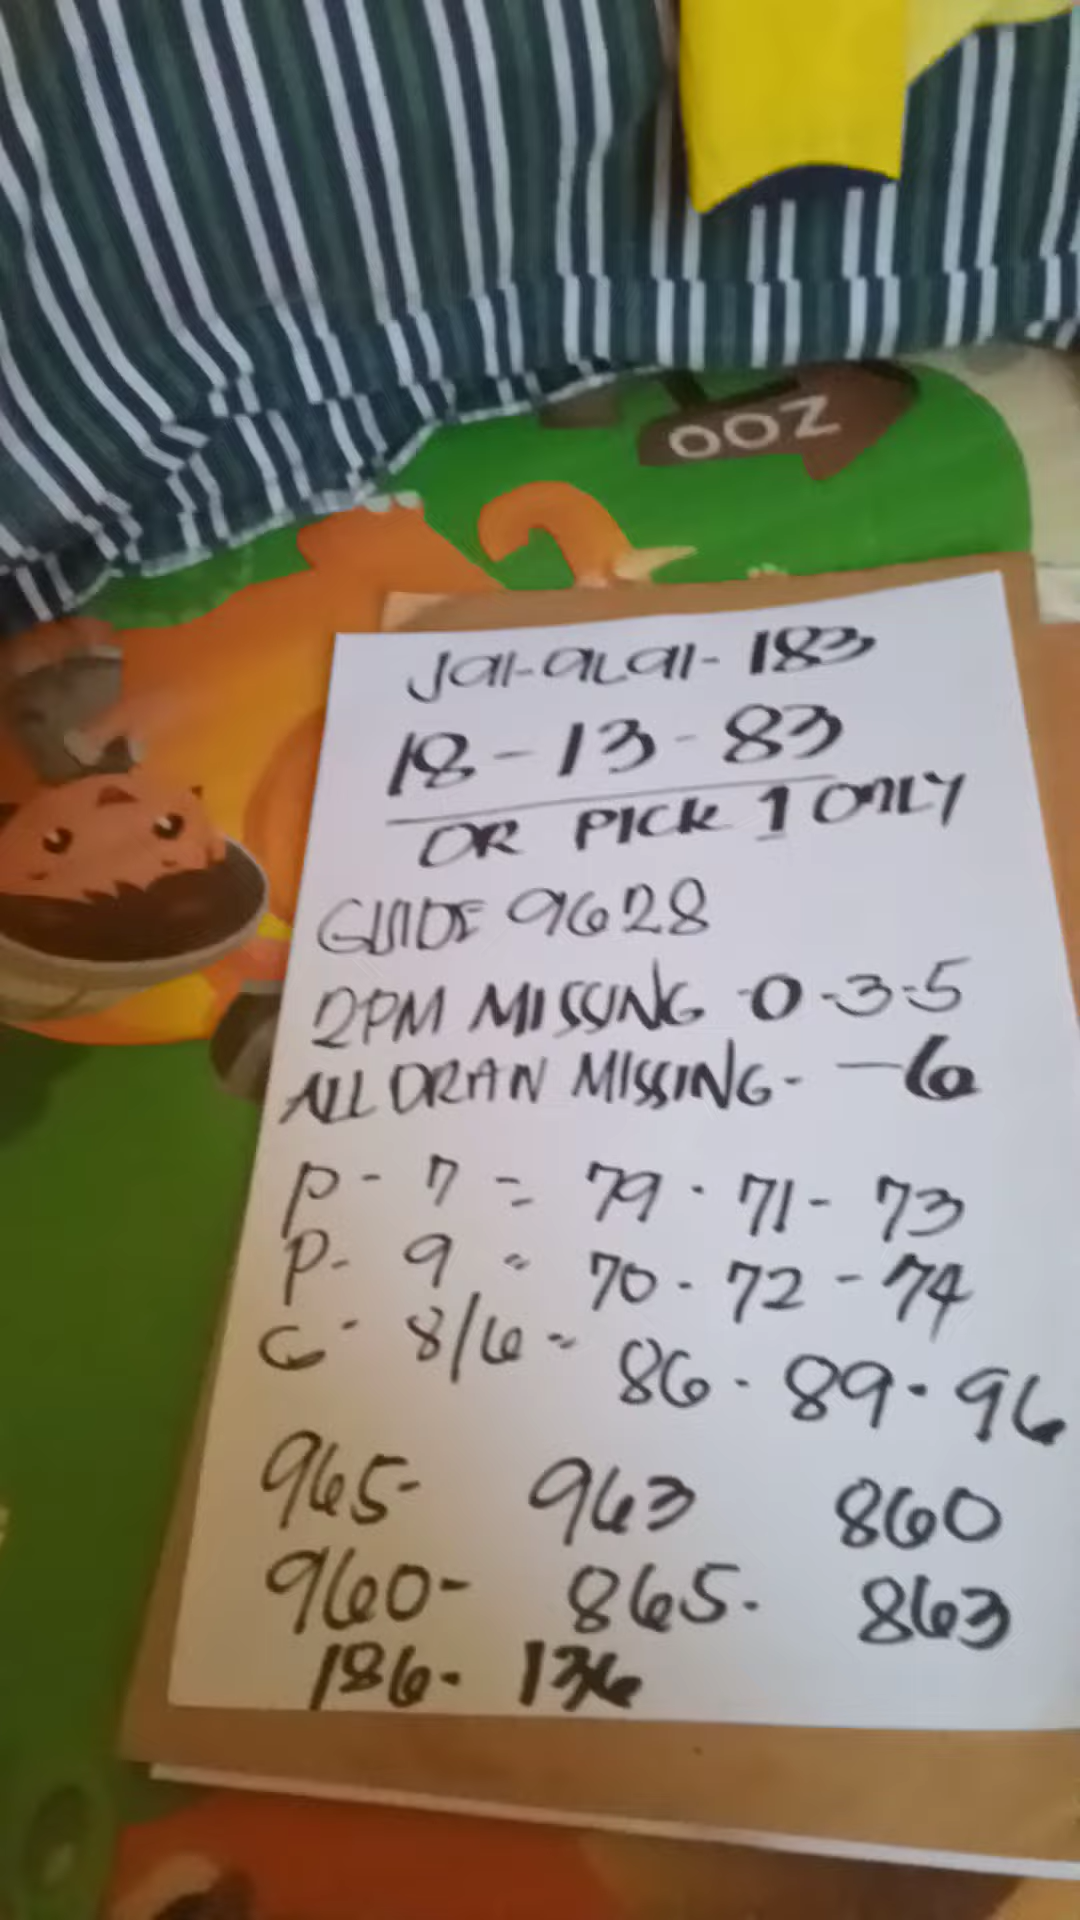 ZOO
Jai-aLai- 183
18 - 13 - 83
OR PICK 1 ONLY
GUIDE 9628
2PM MISSING -0-3-5
ALL DRAN MISSING- -6
P - 7 = 79 - 71 - 73
P - 9 = 70 - 72 - 74
C - 8/6 = 86 - 89 - 96
965- 963 860
960- 865- 863
186- 136